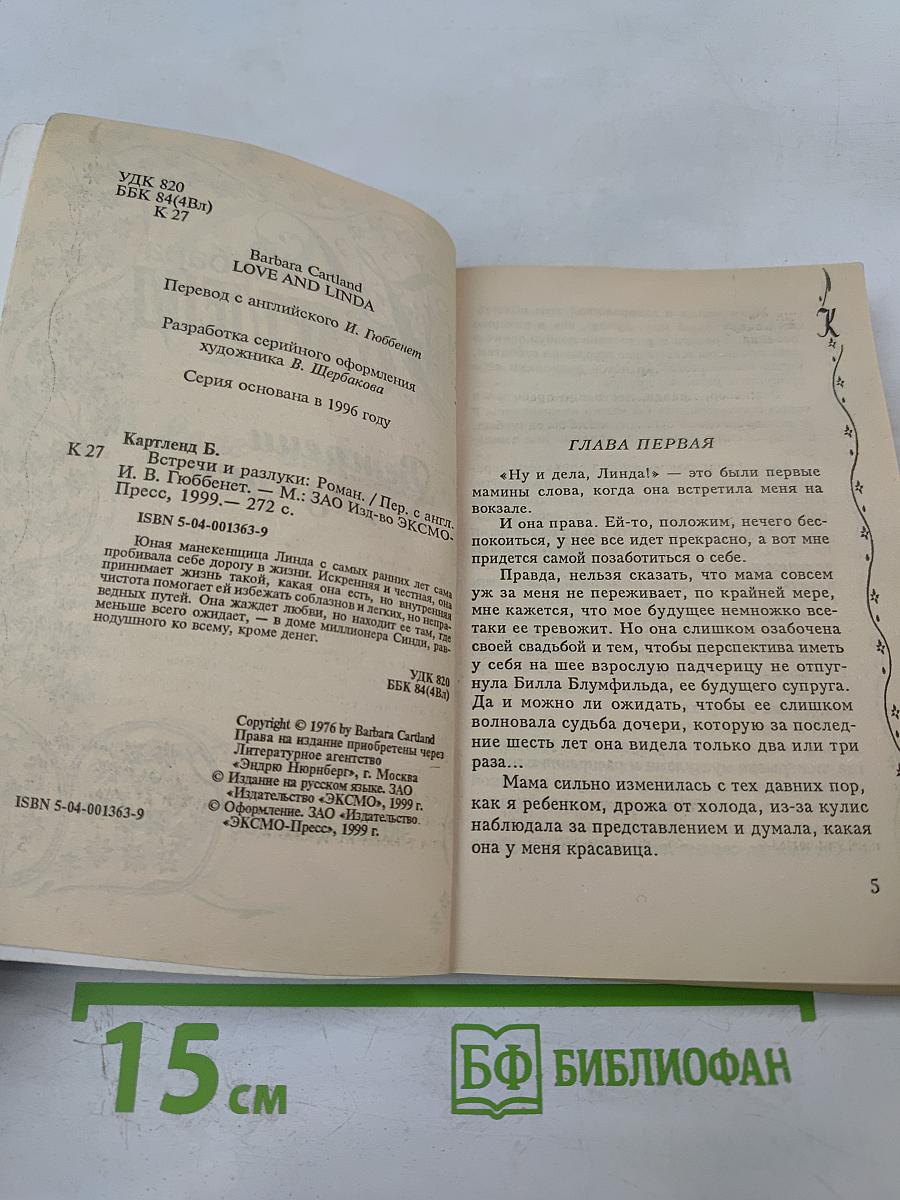 УДК 820
ББК 84(4Вл)
К 27
Barbara Cartland
LOVE AND LINDA
Перевод с английского И. Гюббенет
Разработка серийного оформления
художника В. Щербакова
Серия основана в 1996 году
Картленд Б.
К 27 Встречи и разлуки: Роман. / Пер. с англ.
И. В. Гюббенет. — М.: ЗАО Изд-во ЭКСМО-
Пресс, 1999.— 272 с.
ISBN 5-04-001363-9
Юная манекенщица Линда с самых ранних лет сама
пробивала себе дорогу в жизни. Искренняя и честная, она
принимает жизнь такой, какая она есть, но внутренняя
чистота помогает ей избежать соблазнов и легких, но непра-
ведных путей. Она жаждет любви, но находит ее там, где
меньше всего ожидает, — в доме миллионера Синди, рав-
нодушного ко всему, кроме денег.
УДК 820
ББК 84(4Вл)
Copyright © 1976 by Barbara Cartland
Права на издание приобретены через
Литературное агентство
«Эндрю Нюрнберг», г. Москва
© Издание на русском языке. ЗАО
«Издательство «ЭКСМО», 1999 г.
© Оформление. ЗАО «Издательство
«ЭКСМО-Пресс», 1999 г.
ISBN 5-04-001363-9
К
ГЛАВА ПЕРВАЯ
«Ну и дела, Линда!» — это были первые
мамины слова, когда она встретила меня на
вокзале.
И она права. Ей-то, положим, нечего бес-
покоиться, у нее все идет прекрасно, а вот мне
придется самой позаботиться о себе.
Правда, нельзя сказать, что мама совсем
уж за меня не переживает, по крайней мере,
мне кажется, что мое будущее немножко все-
таки ее тревожит. Но она слишком озабочена
своей свадьбой и тем, чтобы перспектива иметь
у себя на шее взрослую падчерицу не отпуг-
нула Билла Блумфильда, ее будущего супруга.
Да и можно ли ожидать, чтобы ее слишком
волновала судьба дочери, которую за послед-
ние шесть лет она видела только два или три
раза...
Мама сильно изменилась с тех давних пор,
как я ребенком, дрожа от холода, из-за кулис
наблюдала за представлением и думала, какая
она у меня красавица.
5
15 см
БФ БИБЛИОФАН